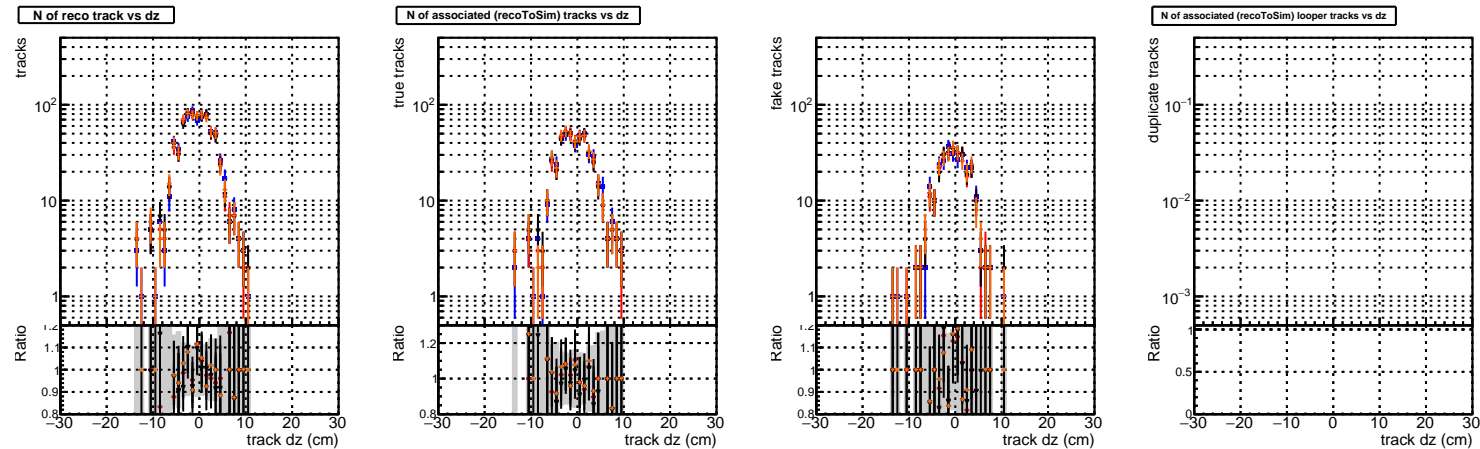 N of reco track vs dz
tracks
10²
10
1
Ratio
1.2
1.1
1
0.9
0.8
−30 −20 −10 0 10 20 30
track dz (cm)
N of associated (recoToSim) tracks vs dz
true tracks
10²
10
1
Ratio
1.2
1
0.8
−30 −20 −10 0 10 20 30
track dz (cm)
fake tracks
10²
10
1
Ratio
1.2
1.1
1
0.9
0.8
−30 −20 −10 0 10 20 30
track dz (cm)
N of associated (recoToSim) looper tracks vs dz
duplicate tracks
10⁻¹
10⁻²
10⁻³
Ratio
1
0.5
0
−30 −20 −10 0 10 20 30
track dz (cm)